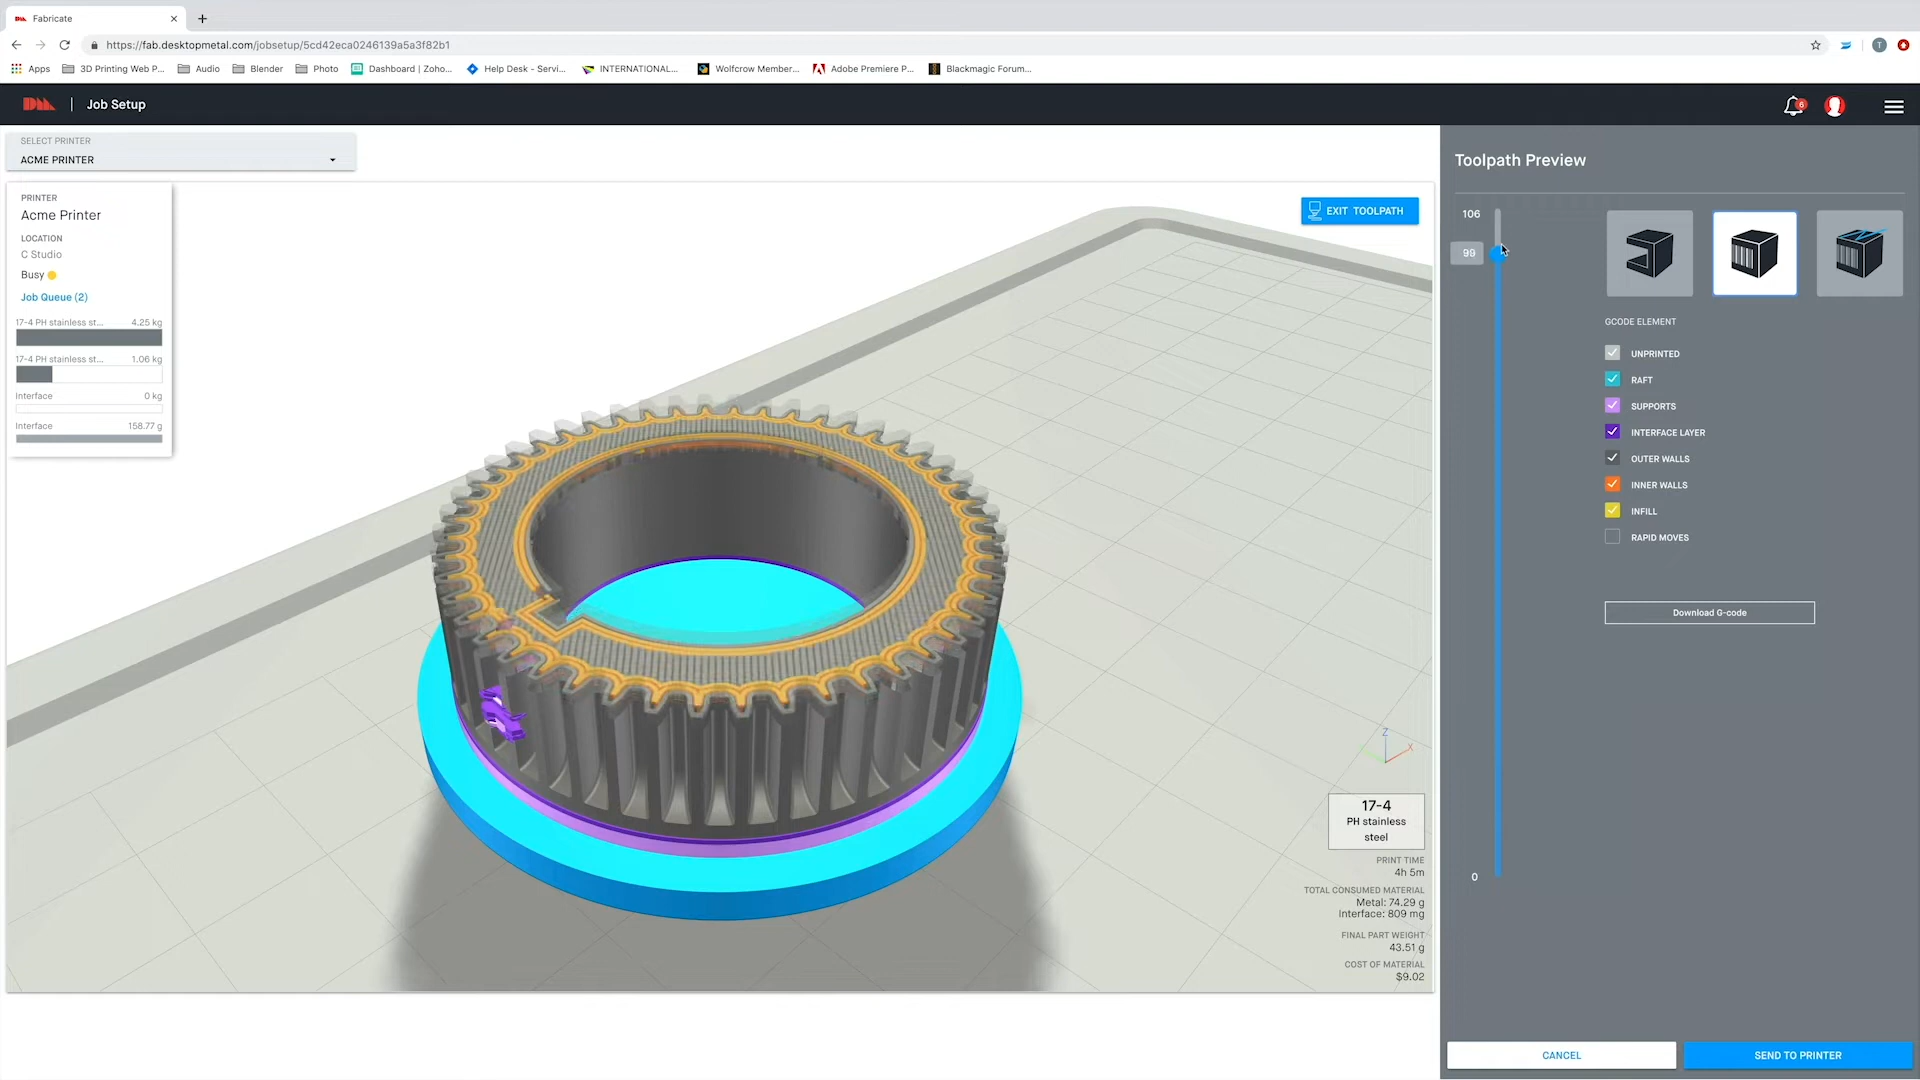 Fabricate
https://fab.desktopmetal.com/jobsetup/5cd42eca0246139a5a3f82b1
T
Apps 3D Printing Web P... Audio Blender Photo Dashboard | Zoho... Help Desk - Servi... INTERNATIONAL... Wolfcrow Member... Adobe Premiere P... Blackmagic Forum...
DM | Job Setup
6
SELECT PRINTER
ACME PRINTER
PRINTER
Acme Printer
LOCATION
C Studio
Busy
Job Queue (2)
17-4 PH stainless st... 4.25 kg
17-4 PH stainless st... 1.06 kg
Interface 0 kg
Interface 158.77 g
EXIT TOOLPATH
Z
X
17-4
PH stainless
steel
PRINT TIME
4h 5m
TOTAL CONSUMED MATERIAL
Metal: 74.29 g
Interface: 809 mg
FINAL PART WEIGHT
43.51 g
COST OF MATERIAL
$9.02
Toolpath Preview
106
99
0
GCODE ELEMENT
UNPRINTED
RAFT
SUPPORTS
INTERFACE LAYER
OUTER WALLS
INNER WALLS
INFILL
RAPID MOVES
Download G-code
CANCEL
SEND TO PRINTER